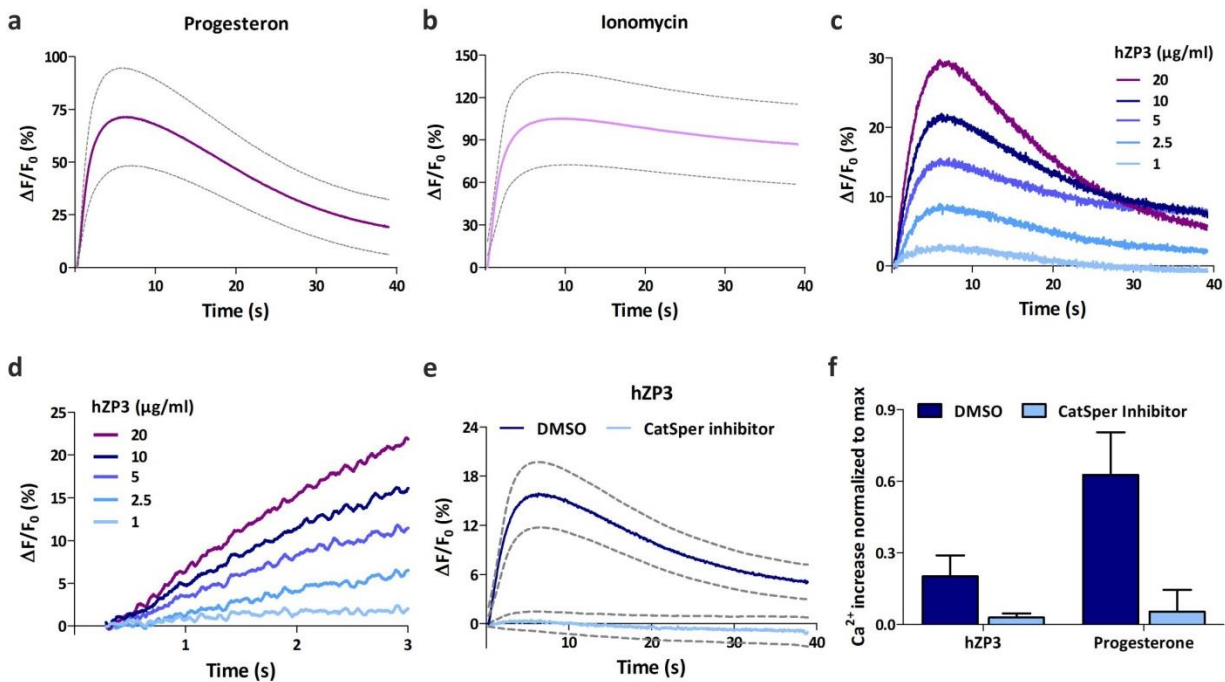 a
Progesteron
ΔF/F₀ (%)
100
75
50
25
0
10
20
30
40
Time (s)
b
Ionomycin
ΔF/F₀ (%)
150
120
90
60
30
0
10
20
30
40
Time (s)
c
ΔF/F₀ (%)
30
20
10
0
10
20
30
40
Time (s)
hZP3 (µg/ml)
20
10
5
2.5
1
d
ΔF/F₀ (%)
25
20
15
10
5
0
1
2
3
Time (s)
hZP3 (µg/ml)
20
10
5
2.5
1
e
hZP3
DMSO CatSper inhibitor
ΔF/F₀ (%)
24
18
12
6
0
10
20
30
40
Time (s)
f
DMSO CatSper Inhibitor
Ca²⁺ increase normalized to max
0.9
0.6
0.3
0.0
hZP3
Progesterone